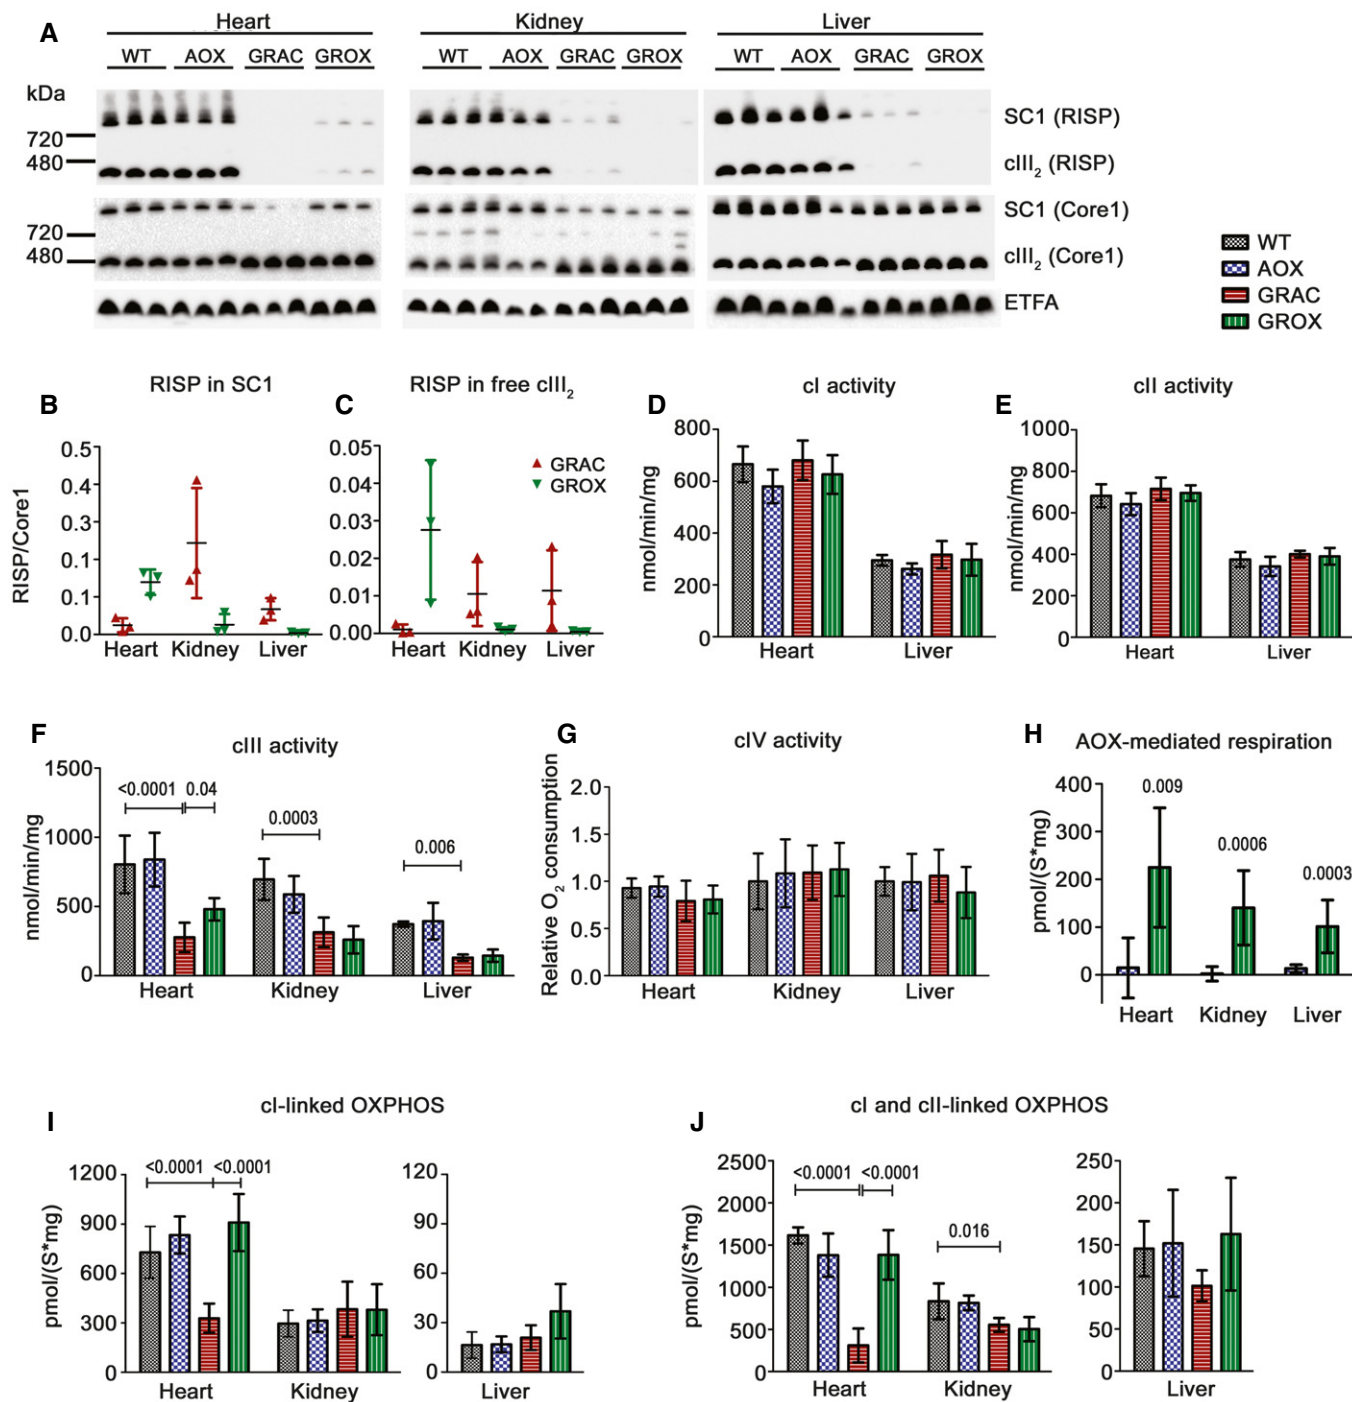 A
Heart
Kidney
Liver
WT AOX GRAC GROX
WT AOX GRAC GROX
WT AOX GRAC GROX
kDa
720
480
720
480
SC1 (RISP)
cIII2 (RISP)
SC1 (Core1)
cIII2 (Core1)
ETFA
WT
AOX
GRAC
GROX
B
RISP in SC1
RISP/Core1
0.5
0.4
0.3
0.1
0.1
0.0
Heart Kidney Liver
C
RISP in free cIII2
0.05
0.04
0.03
0.02
0.01
0.00
GRAC
GROX
Heart Kidney Liver
D
cI activity
nmol/min/mg
800
600
400
200
0
Heart Liver
E
cII activity
nmol/min/mg
1000
800
600
400
200
0
Heart Liver
F
cIII activity
nmol/min/mg
1500
1000
500
0
<0.0001 0.04
0.0003
0.006
Heart Kidney Liver
G
cIV activity
Relative O2 consumption
2.0
1.5
1.0
0.5
0.0
Heart Kidney Liver
H
AOX-mediated respiration
pmol/(S*mg)
400
300
200
100
0
0.009
0.0006
0.0003
Heart Kidney Liver
I
cI-linked OXPHOS
pmol/(S*mg)
1200
900
600
300
0
<0.0001 <0.0001
Heart Kidney
120
90
60
30
0
Liver
J
cI and cII-linked OXPHOS
pmol/(S*mg)
2500
2000
1500
1000
500
0
<0.0001 <0.0001
0.016
Heart Kidney
250
200
150
100
50
0
Liver